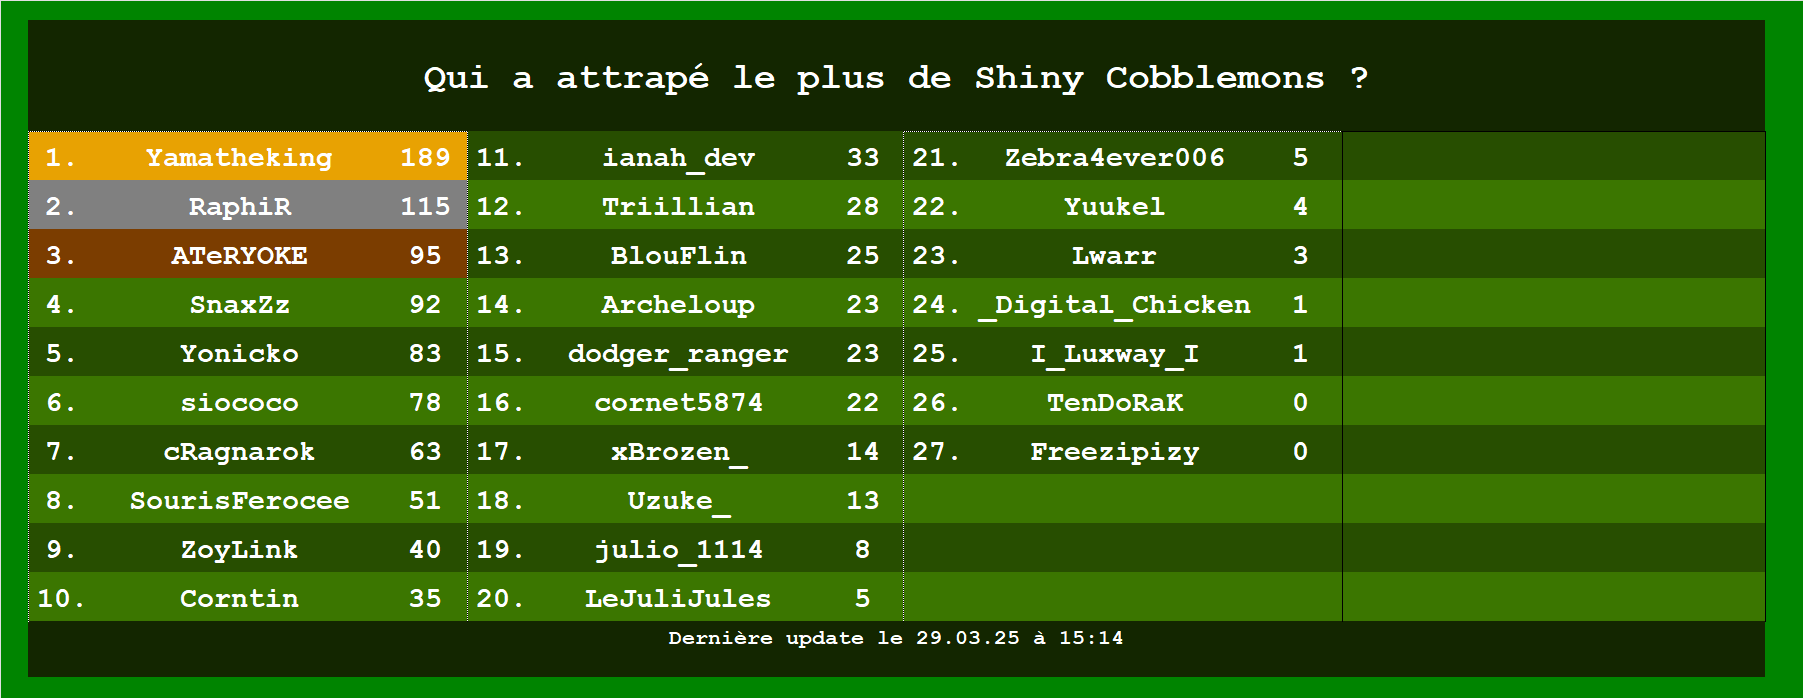 Qui a attrapé le plus de Shiny Cobblemons ?
1. Yamatheking 189
2. RaphiR 115
3. ATeRYOKE 95
4. SnaxZz 92
5. Yonicko 83
6. siococo 78
7. cRagnarok 63
8. SourisFerocee 51
9. ZoyLink 40
10. Corntin 35
11. ianah_dev 33
12. Triillian 28
13. BlouFlin 25
14. Archeloup 23
15. dodger_ranger 23
16. cornet5874 22
17. xBrozen_ 14
18. Uzuke_ 13
19. julio_1114 8
20. LeJuliJules 5
21. Zebra4ever006 5
22. Yuukel 4
23. Lwarr 3
24. _Digital_Chicken 1
25. I_Luxway_I 1
26. TenDoRaK 0
27. Freezipizy 0
Dernière update le 29.03.25 à 15:14